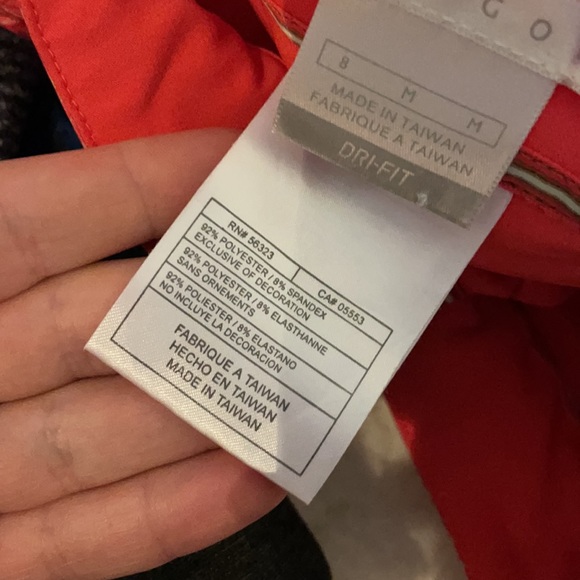 G O
8 M M
MADE IN TAIWAN
FABRIQUE A TAIWAN
DRI-FIT
RN# 56323 CA# 05553
92% POLYESTER / 8% SPANDEX
EXCLUSIVE OF DECORATION
92% POLYESTER / 8% ELASTHANNE
SANS ORNEMENTS
92% POLIESTER / 8% ELASTANO
NO INCLUYE LA DECORACION
FABRIQUE A TAIWAN
HECHO EN TAIWAN
MADE IN TAIWAN